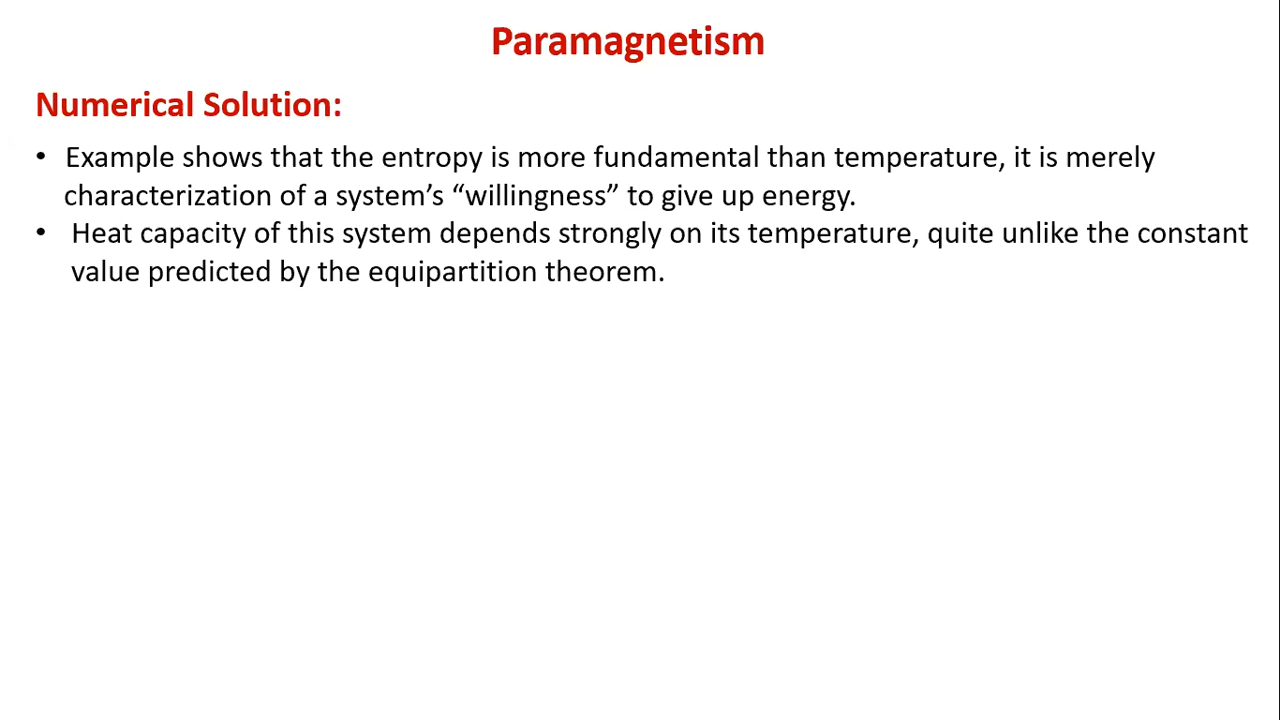 Paramagnetism
Numerical Solution:
• Example shows that the entropy is more fundamental than temperature, it is merely
characterization of a system’s “willingness” to give up energy.
• Heat capacity of this system depends strongly on its temperature, quite unlike the constant
value predicted by the equipartition theorem.